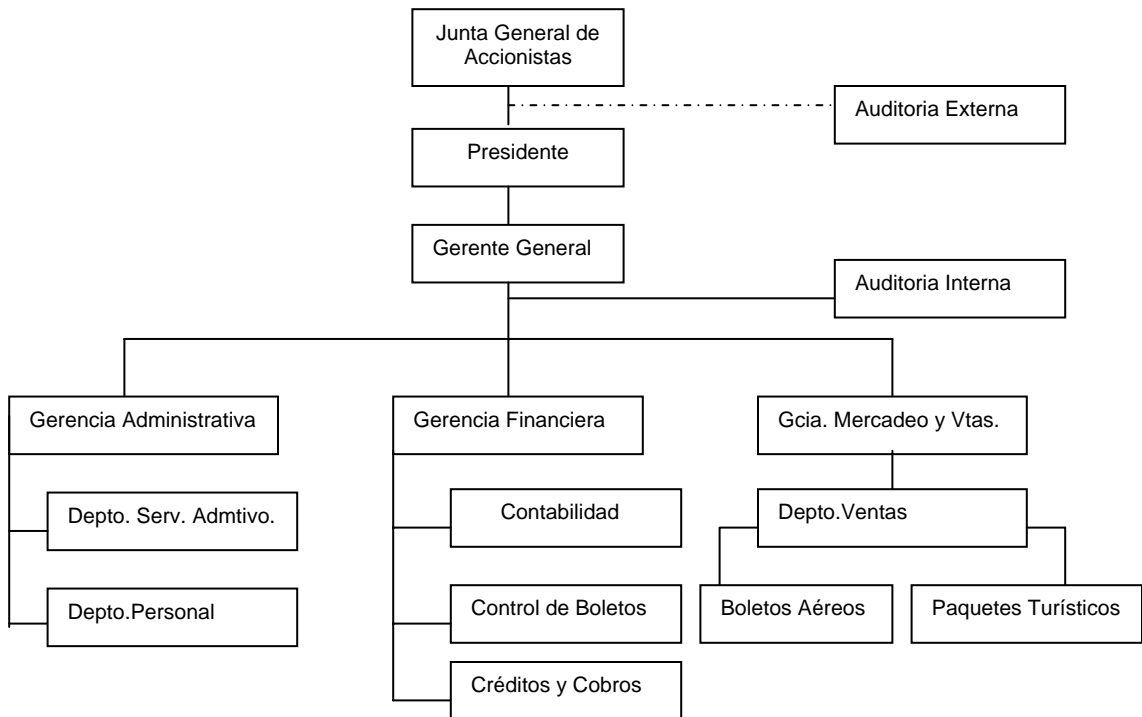 Junta General de
Accionistas
Auditoria Externa
Presidente
Gerente General
Auditoria Interna
Gerencia Administrativa
Gerencia Financiera
Gcia. Mercadeo y Vtas.
Depto. Serv. Admtivo.
Contabilidad
Depto.Ventas
Depto.Personal
Control de Boletos
Boletos Aéreos
Paquetes Turísticos
Créditos y Cobros